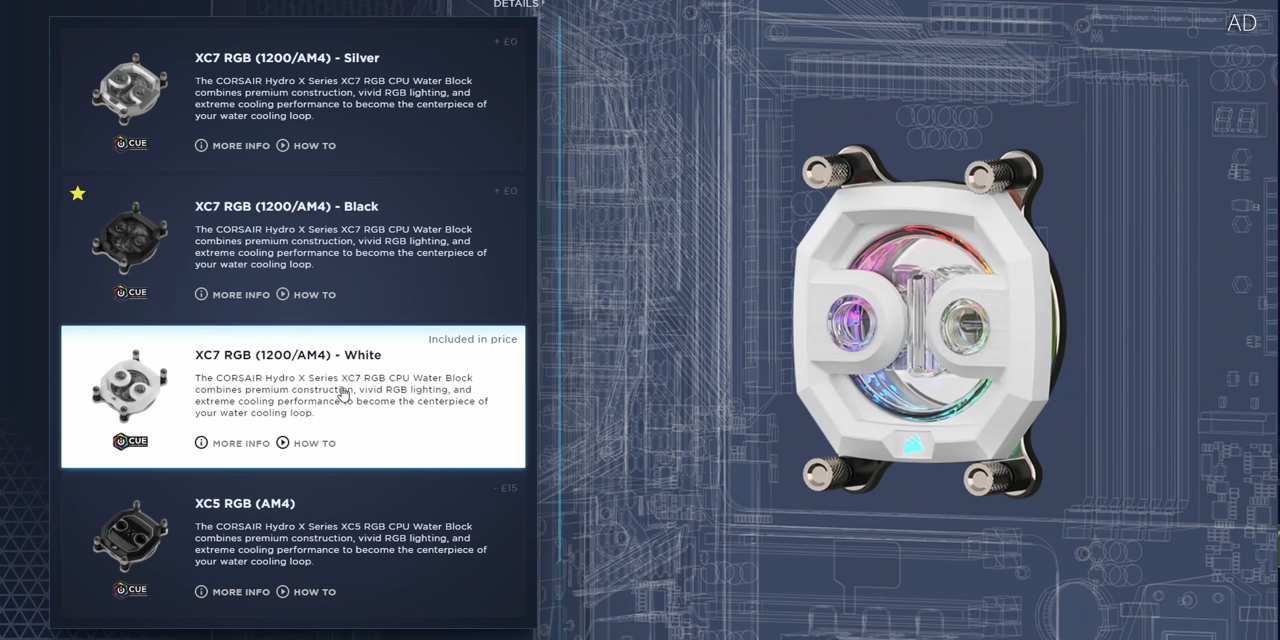 DETAILS
AD
+ £0
XC7 RGB (1200/AM4) - Silver
The CORSAIR Hydro X Series XC7 RGB CPU Water Block
combines premium construction, vivid RGB lighting, and
extreme cooling performance to become the centerpiece of
your water cooling loop.
CUE
MORE INFO HOW TO
+ £0
XC7 RGB (1200/AM4) - Black
The CORSAIR Hydro X Series XC7 RGB CPU Water Block
combines premium construction, vivid RGB lighting, and
extreme cooling performance to become the centerpiece of
your water cooling loop.
CUE
MORE INFO HOW TO
Included in price
XC7 RGB (1200/AM4) - White
The CORSAIR Hydro X Series XC7 RGB CPU Water Block
combines premium construction, vivid RGB lighting, and
extreme cooling performance to become the centerpiece of
your water cooling loop.
CUE
MORE INFO HOW TO
- £15
XC5 RGB (AM4)
The CORSAIR Hydro X Series XC5 RGB CPU Water Block
combines premium construction, vivid RGB lighting, and
extreme cooling performance to become the centerpiece of
your water cooling loop.
CUE
MORE INFO HOW TO
88